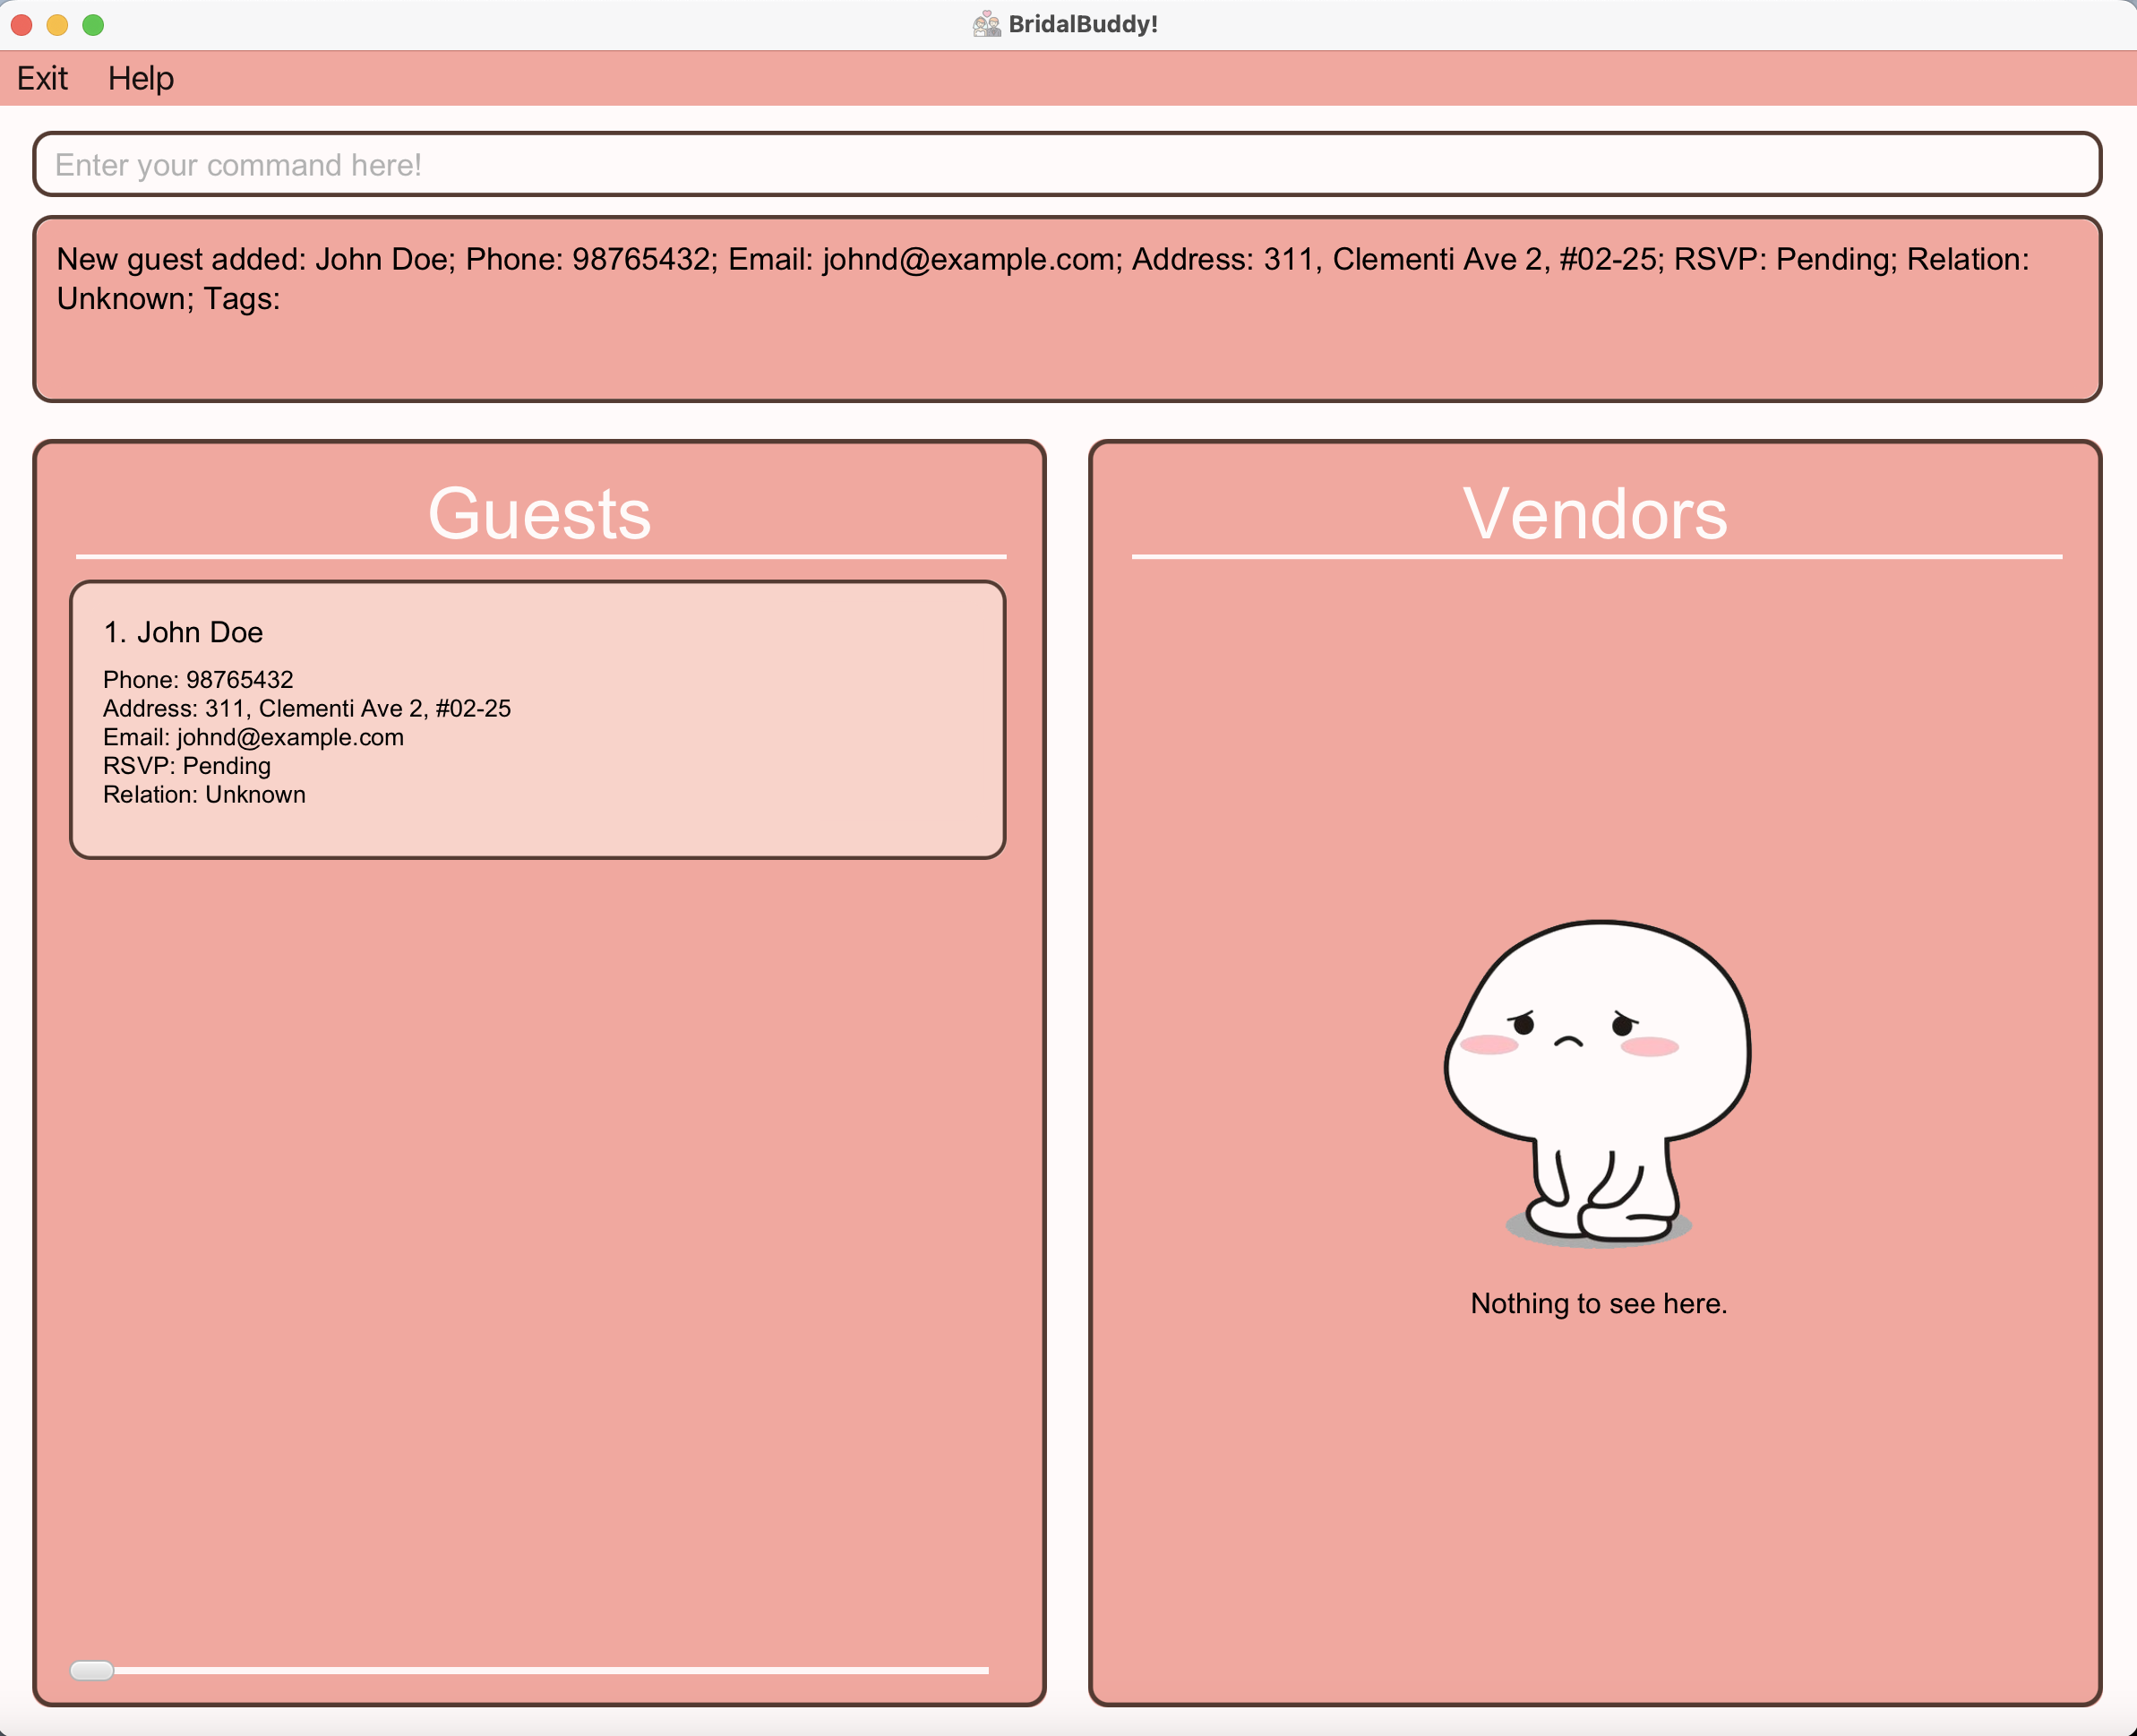 BridalBuddy!
Exit Help
Enter your command here!
New guest added: John Doe; Phone: 98765432; Email: johnd@example.com; Address: 311, Clementi Ave 2, #02-25; RSVP: Pending; Relation:
Unknown; Tags:
Guests
1. John Doe
Phone: 98765432
Address: 311, Clementi Ave 2, #02-25
Email: johnd@example.com
RSVP: Pending
Relation: Unknown
Vendors
Nothing to see here.